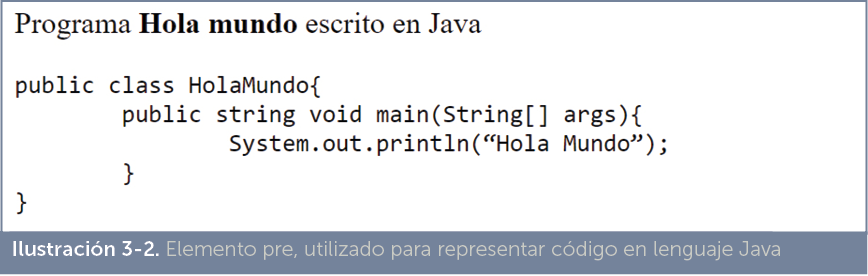 Programa Hola mundo escrito en Java
public class HolaMundo{
public string void main(String[] args){
System.out.println(“Hola Mundo”);
}
}
Ilustración 3-2. Elemento pre, utilizado para representar código en lenguaje Java